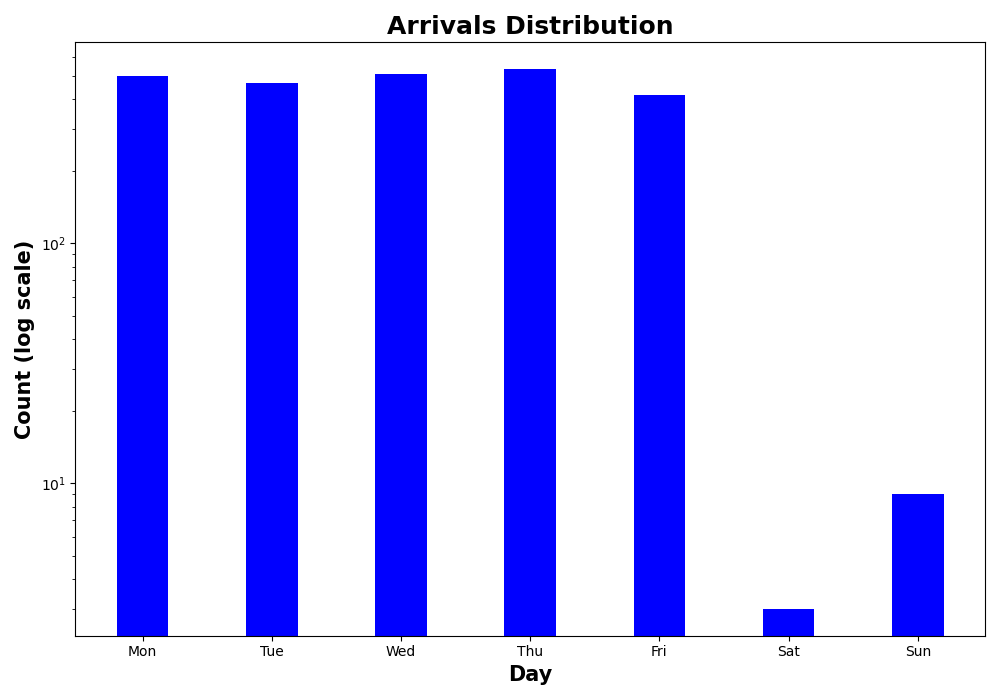 Arrivals Distribution
Count (log scale)
10²
10¹
Mon Tue Wed Thu Fri Sat Sun
Day